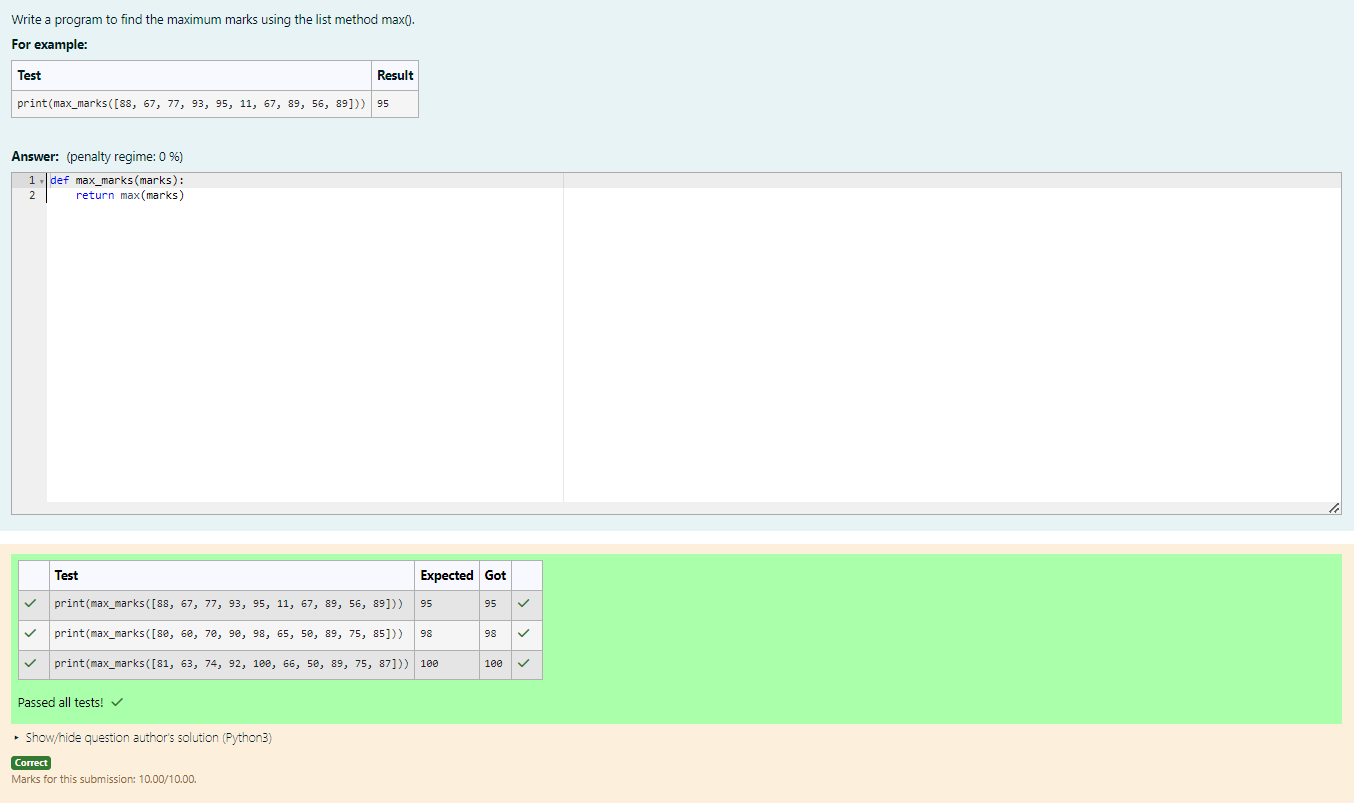 Write a program to find the maximum marks using the list method max().
For example:
Test Result
print(max_marks([88, 67, 77, 93, 95, 11, 67, 89, 56, 89])) 95
Answer: (penalty regime: 0 %)
1 def max_marks(marks):
2     return max(marks)
Test Expected Got
print(max_marks([88, 67, 77, 93, 95, 11, 67, 89, 56, 89])) 95 95
print(max_marks([80, 60, 70, 90, 98, 65, 50, 89, 75, 85])) 98 98
print(max_marks([81, 63, 74, 92, 100, 66, 50, 89, 75, 87])) 100 100
Passed all tests!
Show/hide question author's solution (Python3)
Correct
Marks for this submission: 10.00/10.00.